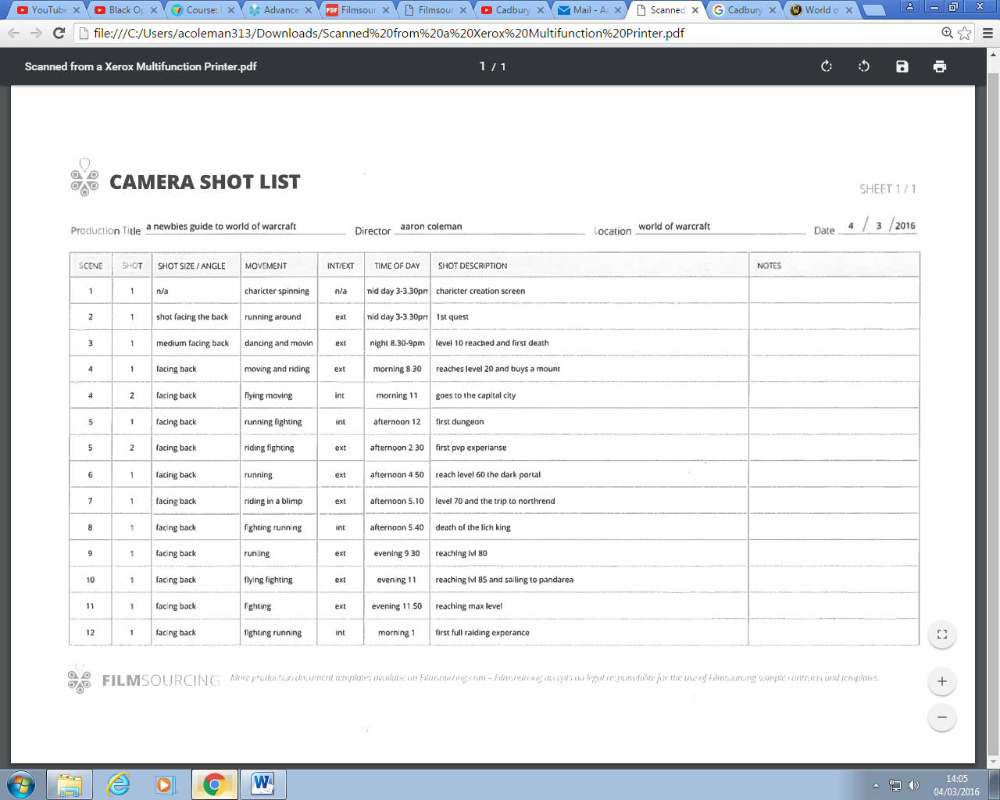 YouTube Black Op Course: Advance Filmsour Filmsour Cadbury Mail - Aa Scanned Cadbury World o
file:///C:/Users/acoleman313/Downloads/Scanned%20from%20a%20Xerox%20Multifunction%20Printer.pdf
Scanned from a Xerox Multifunction Printer.pdf 1 / 1
CAMERA SHOT LIST
SHEET 1 / 1
Production Title a newbies guide to world of warcraft Director aaron coleman Location world of warcraft Date 4 / 3 / 2016
SCENE SHOT SHOT SIZE / ANGLE MOVEMENT INT/EXT TIME OF DAY SHOT DESCRIPTION NOTES
1 1 n/a charicter spinning n/a mid day 3-3.30pm charicter creation screen
2 1 shot facing the back running around ext mid day 3-3.30pm 1st quest
3 1 medium facing back dancing and movin ext night 8.30-9pm level 10 reached and first death
4 1 facing back moving and riding ext morning 8.30 reaches level 20 and buys a mount
4 2 facing back flying moving int morning 11 goes to the capital city
5 1 facing back running fighting int afternoon 12 first dungeon
5 2 facing back riding fighting ext afternoon 2.30 first pvp experianse
6 1 facing back running ext afternoon 4.50 reach level 60 the dark portal
7 1 facing back riding in a blimp ext afternoon 5.10 level 70 and the trip to northrend
8 1 facing back fighting running int afternoon 5.40 death of the lich king
9 1 facing back running ext evening 9.30 reaching lvl 80
10 1 facing back flying fighting ext evening 11 reaching lvl 85 and sailing to pandarea
11 1 facing back fighting ext evening 11.50 reaching max level
12 1 facing back fighting running int morning 1 first full raiding experance
FILMSOURCING More production document templates available on Filmsourcing.com – Filmsourcing accepts no legal responsibility for the use of Filmsourcing sample contracts and templates.
14:05
04/03/2016